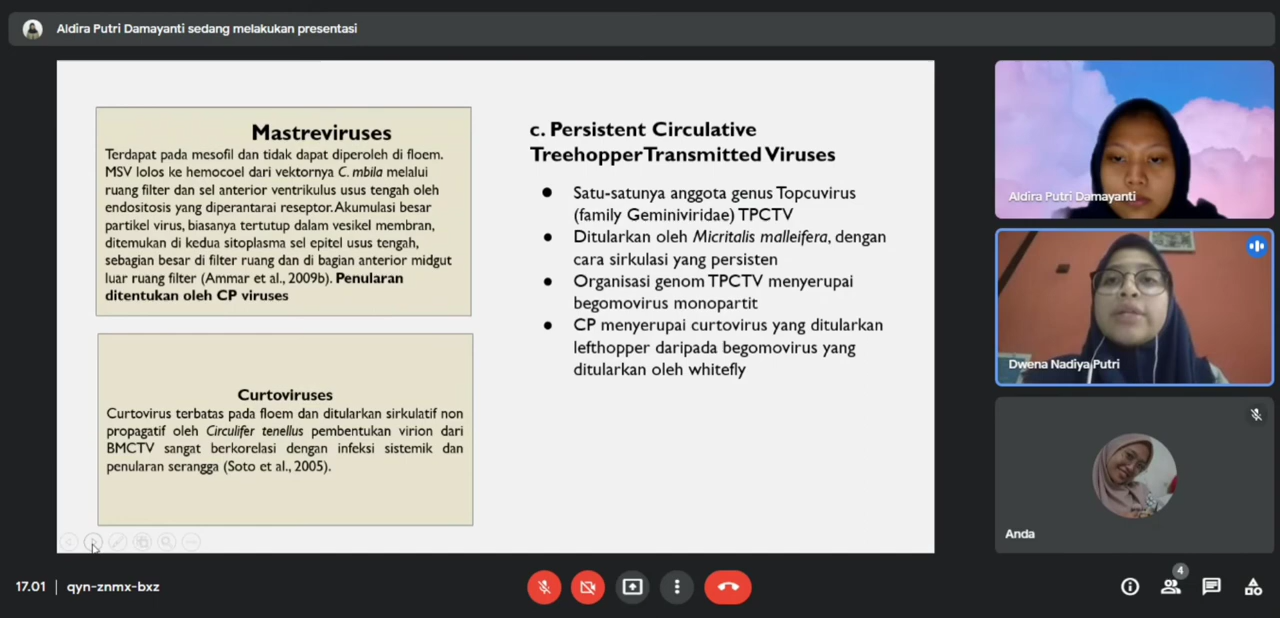 Aldira Putri Damayanti sedang melakukan presentasi
Mastreviruses
Terdapat pada mesofil dan tidak dapat diperoleh di floem.
MSV lolos ke hemocoel dari vektornya C. mbila melalui
ruang filter dan sel anterior ventrikulus usus tengah oleh
endositosis yang diperantarai reseptor. Akumulasi besar
partikel virus, biasanya tertutup dalam vesikel membran,
ditemukan di kedua sitoplasma sel epitel usus tengah,
sebagian besar di filter ruang dan di bagian anterior midgut
luar ruang filter (Ammar et al., 2009b). Penularan
ditentukan oleh CP viruses
Curtoviruses
Curtovirus terbatas pada floem dan ditularkan sirkulatif non
propagatif oleh Circulifer tenellus pembentukan virion dari
BMCTV sangat berkorelasi dengan infeksi sistemik dan
penularan serangga (Soto et al., 2005).
c. Persistent Circulative
Treehopper Transmitted Viruses
● Satu-satunya anggota genus Topcuvirus
(family Geminiviridae) TPCTV
● Ditularkan oleh Micritalis malleifera, dengan
cara sirkulasi yang persisten
● Organisasi genom TPCTV menyerupai
begomovirus monopartit
● CP menyerupai curtovirus yang ditularkan
lefthopper daripada begomovirus yang
ditularkan oleh whitefly
Aldira Putri Damayanti
Dwena Nadiya Putri
Anda
17.01 | qyn-znmx-bxz
4